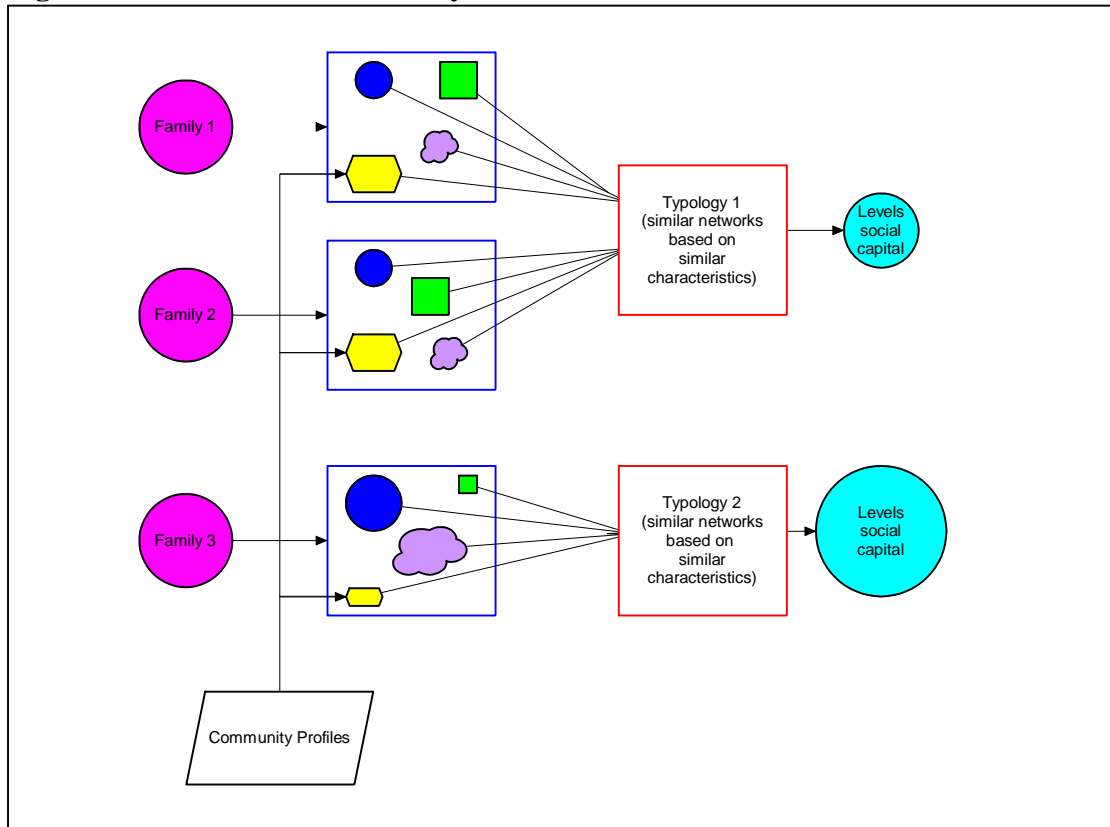 Family 1
Typology 1
(similar networks
based on
similar
characteristics)
Levels
social
capital
Family 2
Family 3
Typology 2
(similar networks
based on
similar
characteristics)
Levels
social
capital
Community Profiles